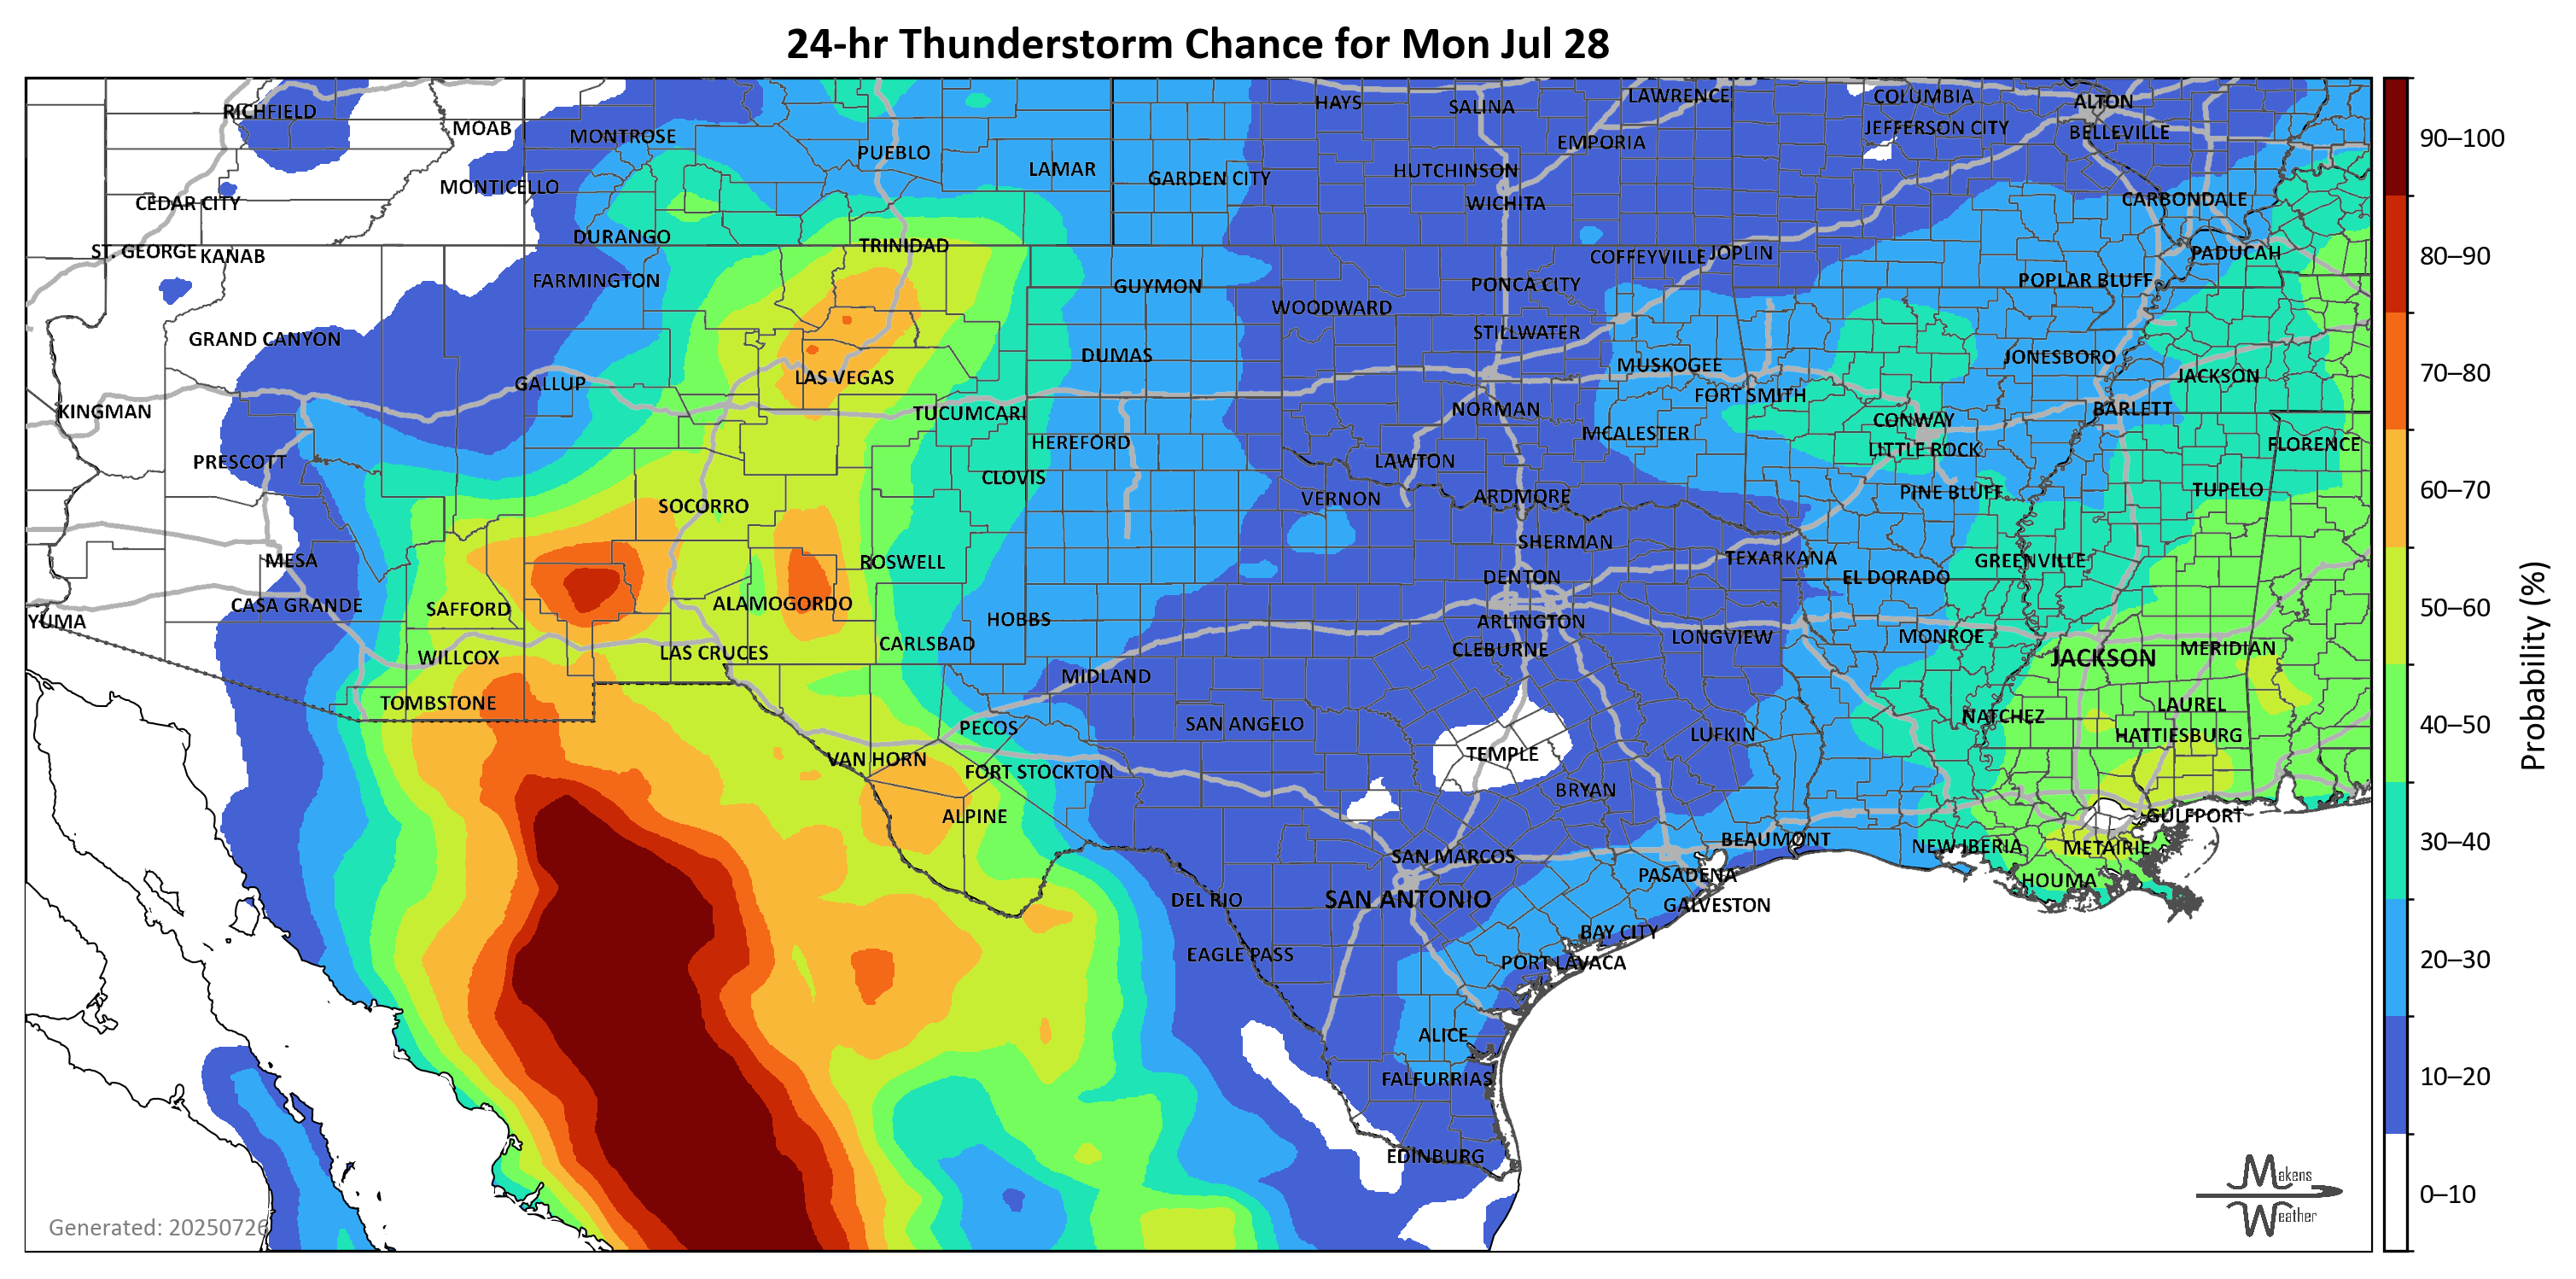 24-hr Thunderstorm Chance for Mon Jul 28
HAYS
SALINA
LAWRENCE
COLUMBIA
ALTON
RICHFIELD
MOAB
MONTROSE
EMPORIA
JEFFERSON CITY
BELLEVILLE
PUEBLO
LAMAR
GARDEN CITY
HUTCHINSON
MONTICELLO
CEDAR CITY
WICHITA
CARBONDALE
DURANGO
TRINIDAD
ST. GEORGE
KANAB
COFFEYVILLE
JOPLIN
PADUCAH
FARMINGTON
GUYMON
PONCA CITY
POPLAR BLUFF
WOODWARD
GRAND CANYON
STILLWATER
DUMAS
MUSKOGEE
JONESBORO
GALLUP
LAS VEGAS
JACKSON
FORT SMITH
KINGMAN
TUCUMCARI
NORMAN
BARLETT
CONWAY
HEREFORD
MCALESTER
LITTLE ROCK
FLORENCE
PRESCOTT
LAWTON
CLOVIS
SOCORRO
VERNON
ARDMORE
PINE BLUFF
TUPELO
MESA
ROSWELL
SHERMAN
TEXARKANA
GREENVILLE
CASA GRANDE
SAFFORD
ALAMOGORDO
DENTON
EL DORADO
YUMA
HOBBS
ARLINGTON
LONGVIEW
MONROE
WILLCOX
LAS CRUCES
CARLSBAD
CLEBURNE
JACKSON
MERIDIAN
MIDLAND
TOMBSTONE
PECOS
SAN ANGELO
LUFKIN
NATCHEZ
LAUREL
HATTIESBURG
VAN HORN
FORT STOCKTON
TEMPLE
BRYAN
ALPINE
GULFPORT
BEAUMONT
NEW IBERIA
METAIRIE
SAN MARCOS
PASADENA
HOUMA
DEL RIO
SAN ANTONIO
GALVESTON
BAY CITY
EAGLE PASS
PORT LAVACA
ALICE
FALFURRIAS
EDINBURG
Generated: 20250726
Makens
Weather
90–100
80–90
70–80
60–70
50–60
40–50
30–40
20–30
10–20
0–10
Probability (%)